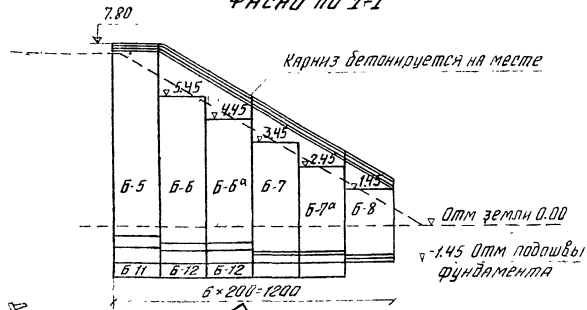 ФАСАД ПО I-I
7.80
Карниз бетонируется на месте
5.45
4.45
3.45
2.45
1.45
Б-5
Б-6
Б-6а
Б-7
Б-7а
Б-8
Отм земли 0.00
-1.45 Отм подошвы
фундамента
Б-11
Б-12
Б-12
6×200=1200